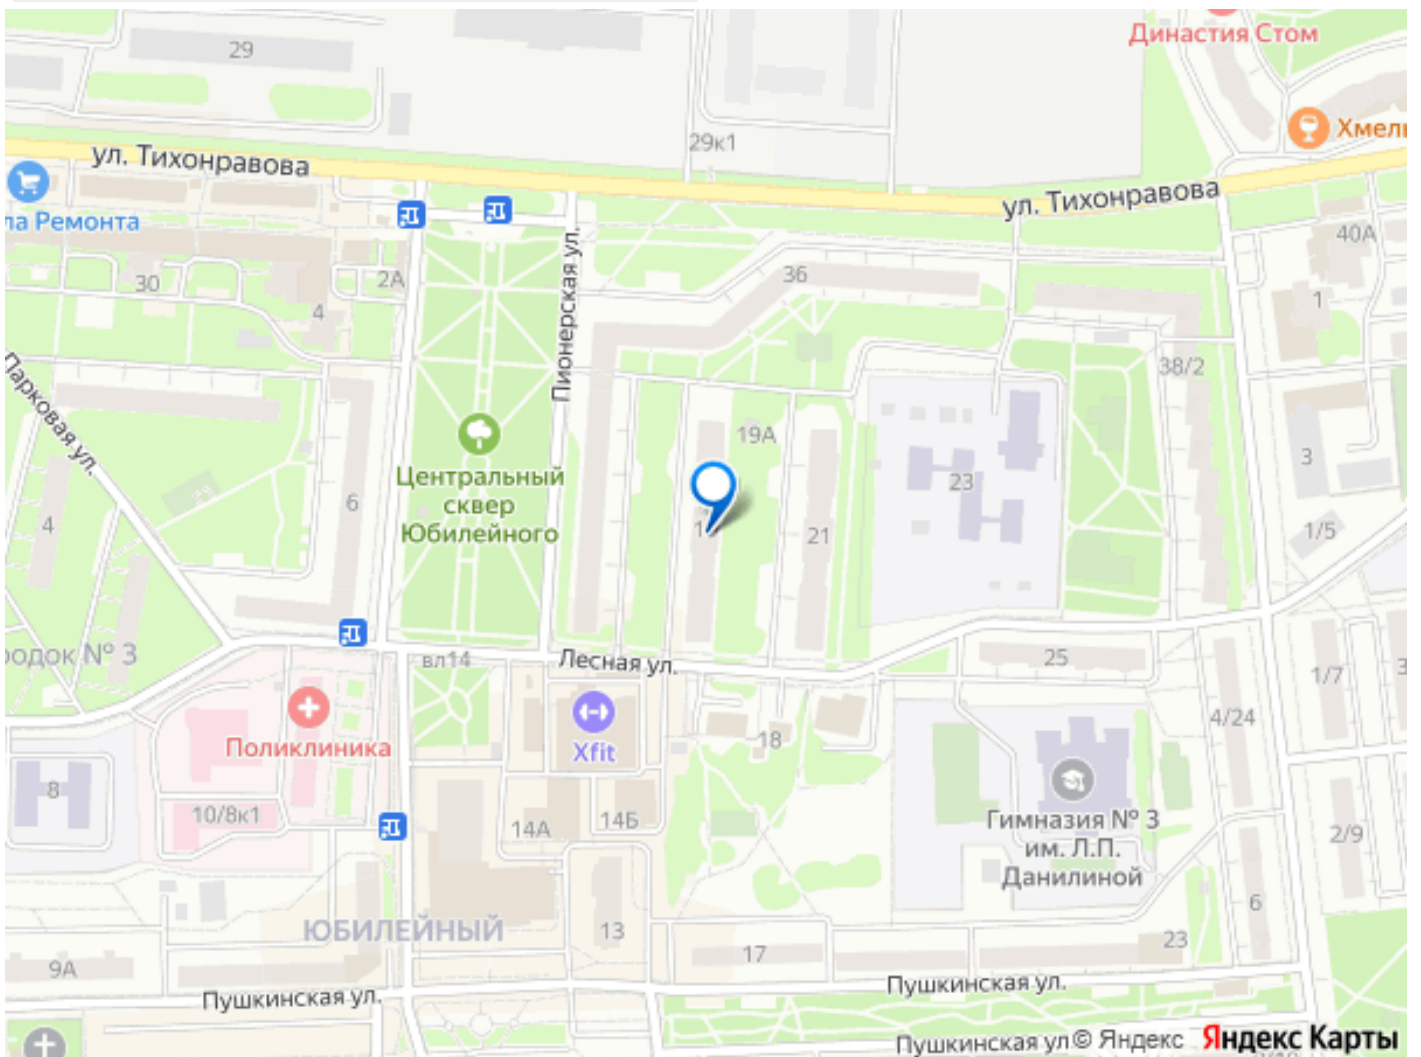 Династия Стом
29
29к1
ул. Тихонравова
ул. Тихонравова
ла Ремонта
40А
30
2А
4
36
1
Пионерская ул.
Парковая ул.
38/2
19А
3
Центральный
сквер
Юбилейного
6
4
23
21
1/5
одок № 3
вл14
Лесная ул.
25
1/7
4/24
Поликлиника
Xfit
18
8
10/8к1
14А
14Б
Гимназия № 3
им. Л.П.
Данилиной
2/9
ЮБИЛЕЙНЫЙ
13
17
23
6
9А
Пушкинская ул.
Пушкинская ул.
Пушкинская ул
© Яндекс Яндекс Карты